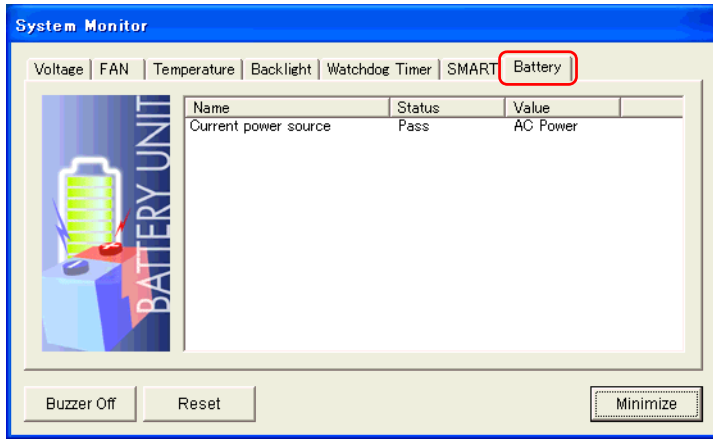 System Monitor
Voltage FAN Temperature Backlight Watchdog Timer SMART Battery
Name Status Value
Current power source Pass AC Power
BATTERY UNIT
Buzzer Off Reset Minimize